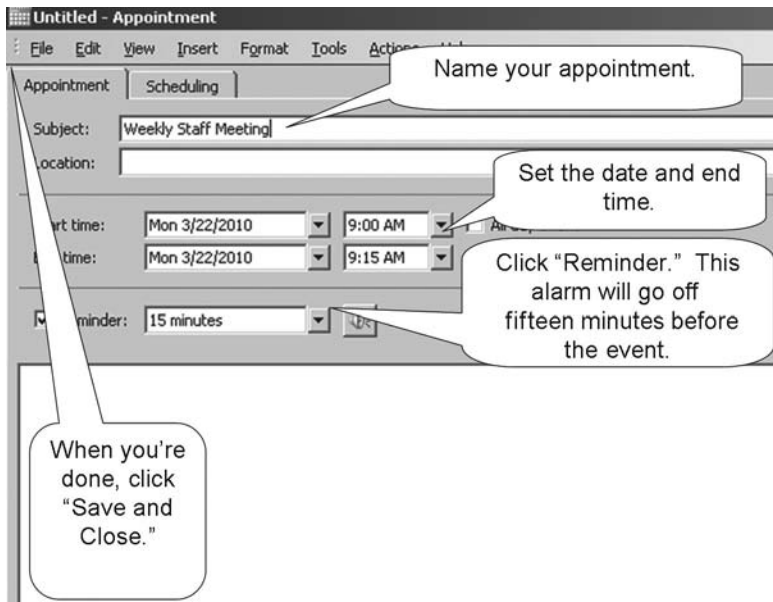 Untitled - Appointment
File Edit View Insert Format Tools
Name your appointment.
Appointment Scheduling
Subject: Weekly Staff Meeting
Set the date and end
time.
time: Mon 3/22/2010 9:00 AM
time: Mon 3/22/2010 9:15 AM
Click “Reminder.” This
alarm will go off
fifteen minutes before
the event.
15 minutes
When you’re
done, click
“Save and
Close.”